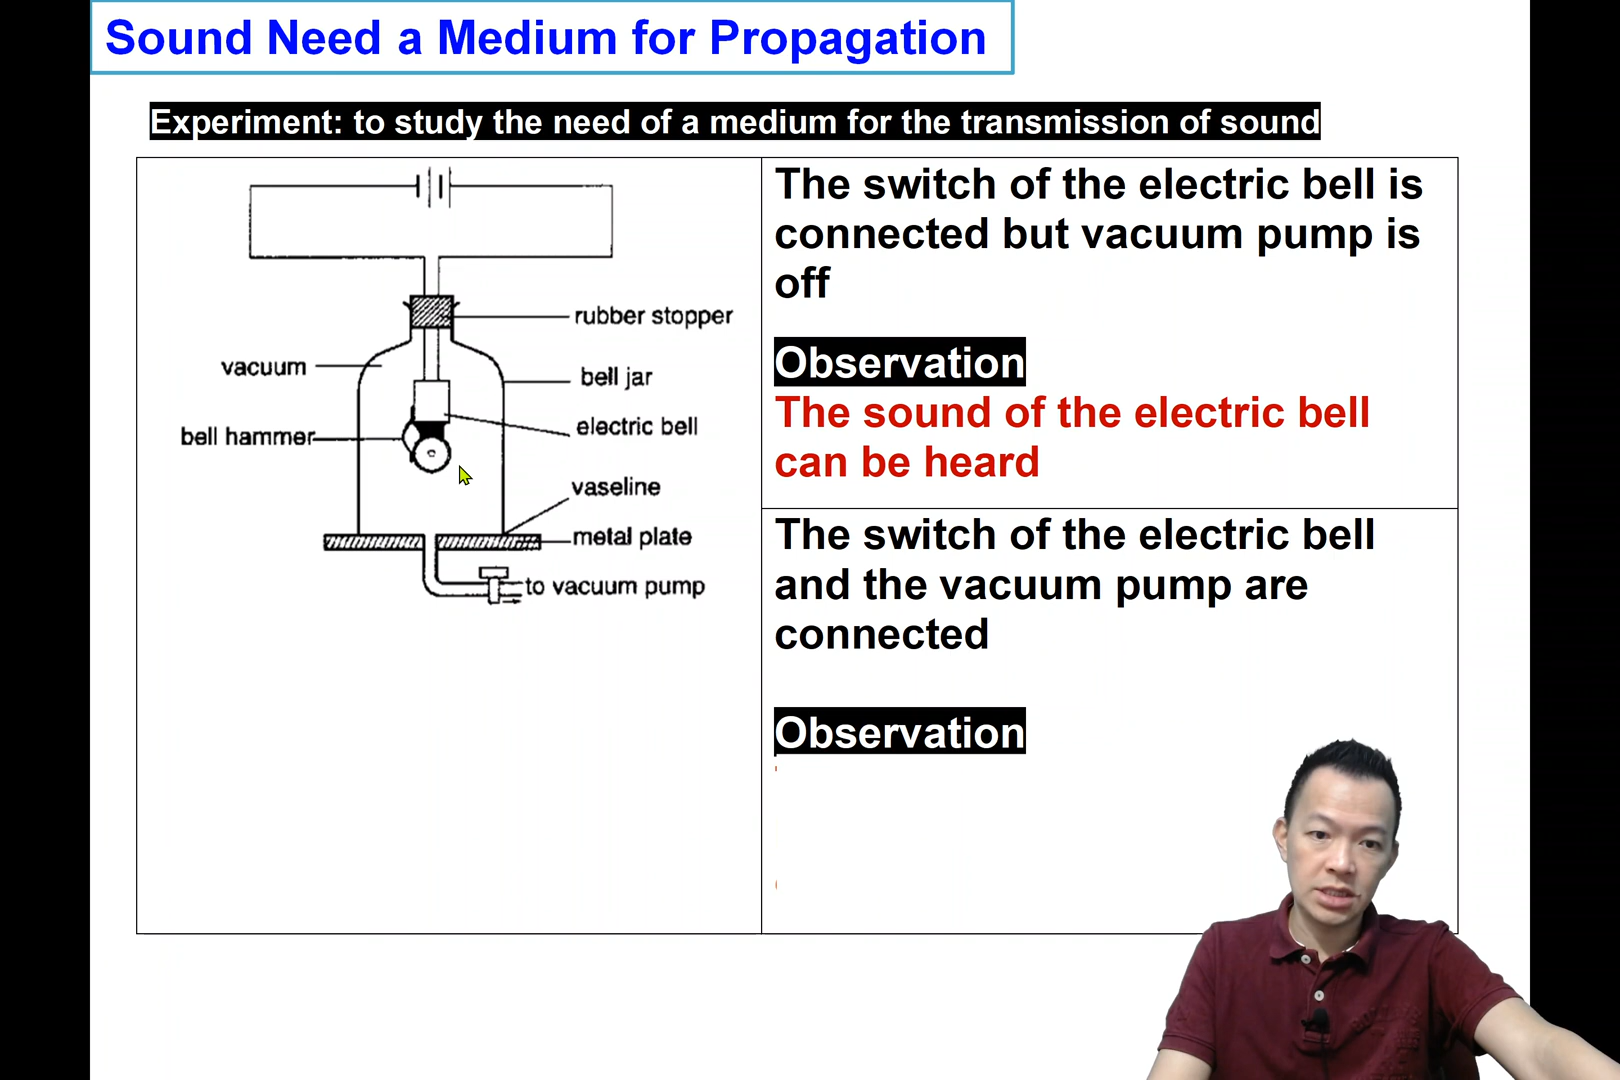 Sound Need a Medium for Propagation
Experiment: to study the need of a medium for the transmission of sound
rubber stopper
vacuum
bell jar
electric bell
bell hammer
vaseline
metal plate
to vacuum pump
The switch of the electric bell is
connected but vacuum pump is
off
Observation
The sound of the electric bell
can be heard
The switch of the electric bell
and the vacuum pump are
connected
Observation